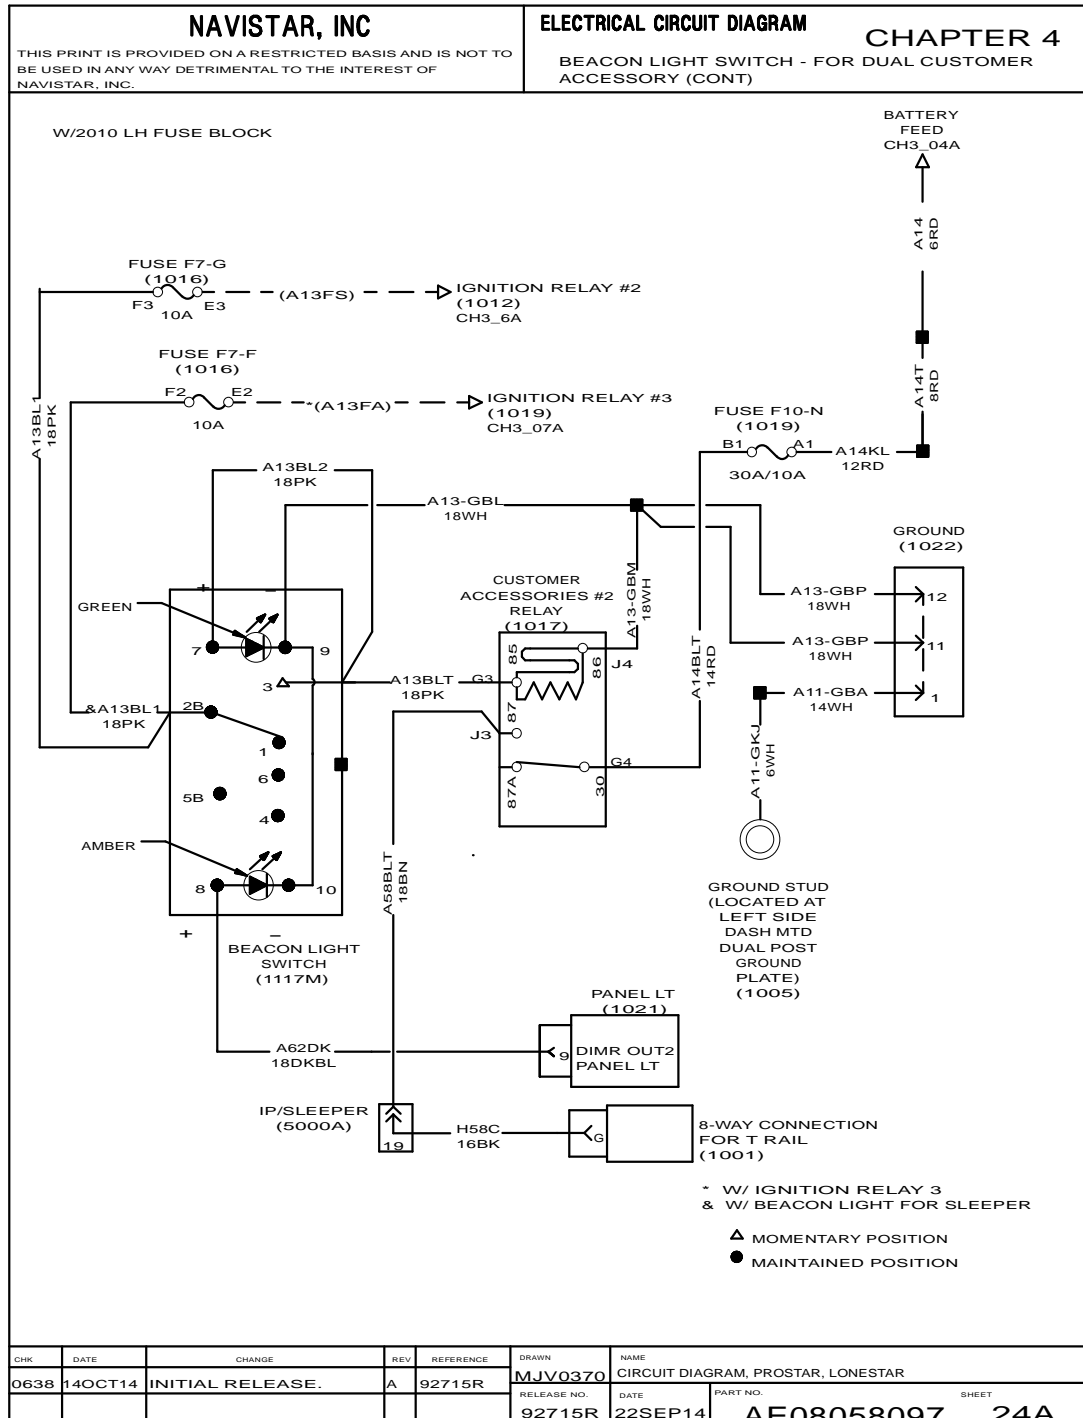 NAVISTAR, INC
THIS PRINT IS PROVIDED ON A RESTRICTED BASIS AND IS NOT TO
BE USED IN ANY WAY DETRIMENTAL TO THE INTEREST OF
NAVISTAR, INC.
ELECTRICAL CIRCUIT DIAGRAM
CHAPTER 4
BEACON LIGHT SWITCH - FOR DUAL CUSTOMER
ACCESSORY (CONT)
W/2010 LH FUSE BLOCK
BATTERY
FEED
CH3_04A
A14
6RD
FUSE F7-G
(1016)
F3
E3
10A
(A13FS)
IGNITION RELAY #2
(1012)
CH3_6A
FUSE F7-F
(1016)
F2
E2
10A
*(A13FA)
IGNITION RELAY #3
(1019)
CH3_07A
A14T
8RD
A13BL1
18PK
FUSE F10-N
(1019)
B1
A1
30A/10A
A14KL
12RD
A13BL2
18PK
A13-GBL
18WH
GROUND
(1022)
CUSTOMER
ACCESSORIES #2
RELAY
(1017)
A13-GBM
18WH
A13-GBP
18WH
12
A13-GBP
18WH
11
A11-GBA
14WH
1
+
-
GREEN
7
9
3
A13BLT
18PK
G3
85
86
J4
A14BLT
14RD
&A13BL1
18PK
2B
87
J3
1
6
5B
4
87A
30
G4
A11-GKJ
6WH
AMBER
8
10
+
-
A58BLT
18BN
BEACON LIGHT
SWITCH
(1117M)
GROUND STUD
(LOCATED AT
LEFT SIDE
DASH MTD
DUAL POST
GROUND
PLATE)
(1005)
PANEL LT
(1021)
A62DK
18DKBL
9
DIMR OUT2
PANEL LT
IP/SLEEPER
(5000A)
19
H58C
16BK
G
8-WAY CONNECTION
FOR T RAIL
(1001)
* W/ IGNITION RELAY 3
& W/ BEACON LIGHT FOR SLEEPER
MOMENTARY POSITION
MAINTAINED POSITION
CHK DATE CHANGE REV REFERENCE
0638 14OCT14 INITIAL RELEASE. A 92715R
DRAWN
MJV0370
NAME
CIRCUIT DIAGRAM, PROSTAR, LONESTAR
RELEASE NO.
92715R
DATE
22SEP14
PART NO.
AE08058097
SHEET
24A